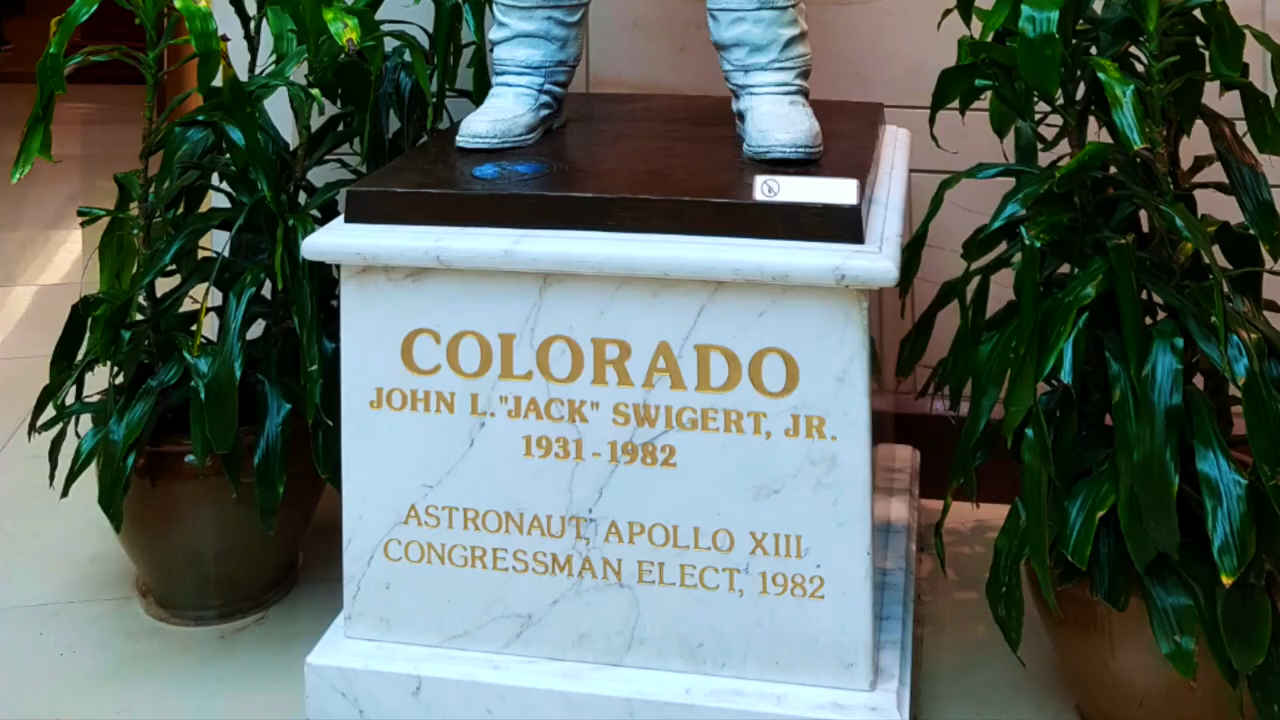 COLORADO
JOHN L. "JACK" SWIGERT, JR.
1931 - 1982
ASTRONAUT, APOLLO XIII
CONGRESSMAN ELECT, 1982